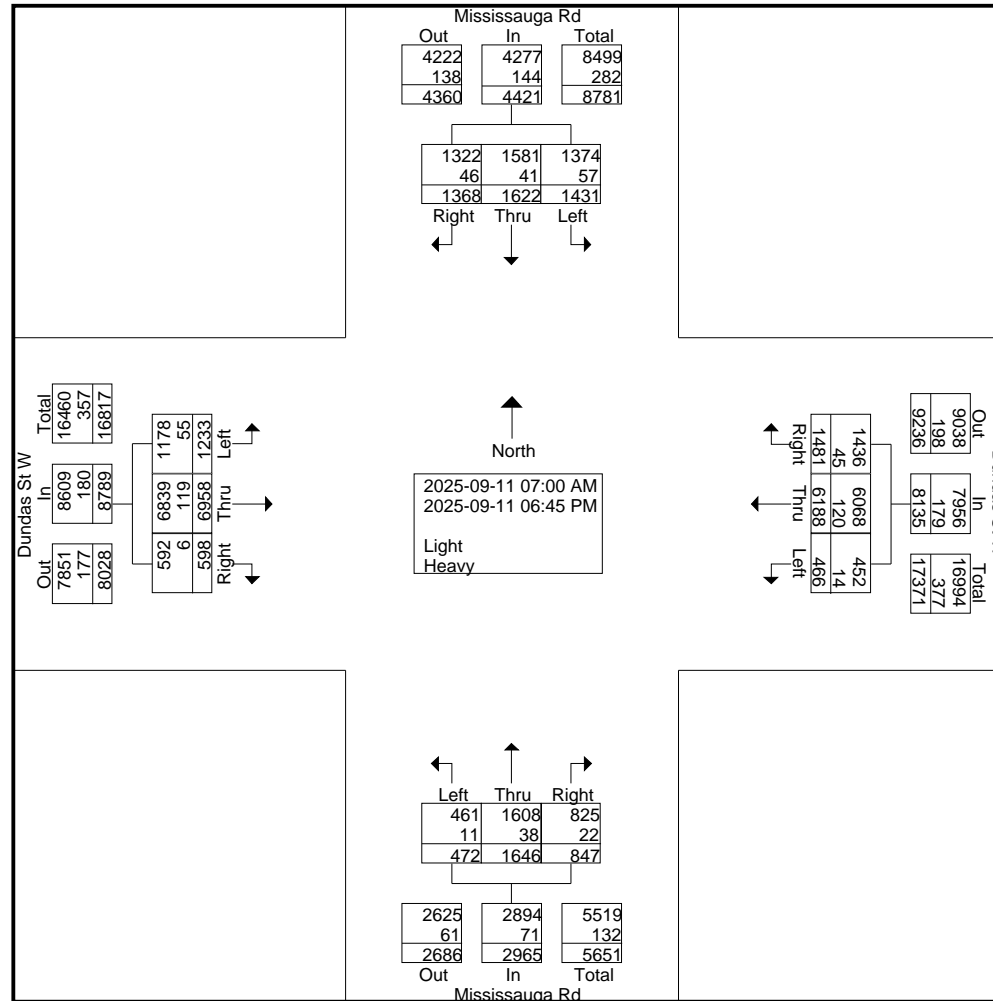 Mississauga Rd
Out In Total
4222 4277 8499
138 144 282
4360 4421 8781
1322 1581 1374
46 41 57
1368 1622 1431
Right Thru Left
Dundas St W
Total
16460
357
16817
In
8609
180
8789
Out
7851
177
8028
1178
55
1233
Left
6839
119
6958
Thru
592
6
598
Right
North
2025-09-11 07:00 AM
2025-09-11 06:45 PM
Light
Heavy
Right
1436
45
1481
Thru
6068
120
6188
Left
452
14
466
Out
9038
198
9236
In
7956
179
8135
Total
16994
377
17371
Left Thru Right
461 1608 825
11 38 22
472 1646 847
2625 2894 5519
61 71 132
2686 2965 5651
Out In Total
Mississauga Rd